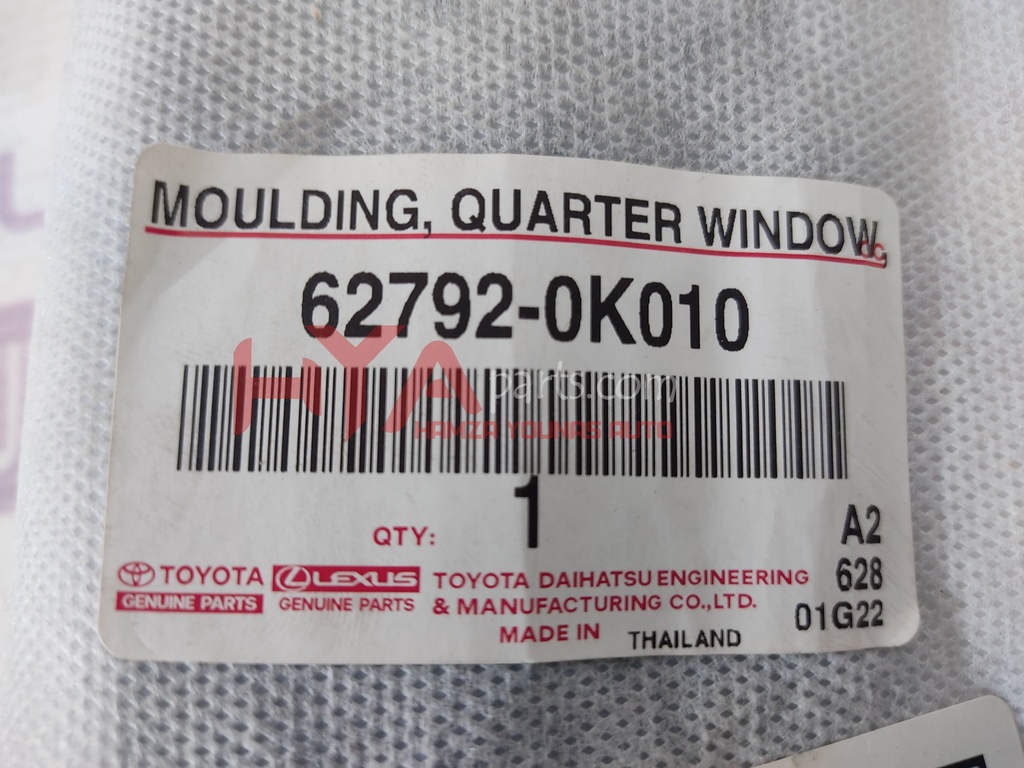 MOULDING, QUARTER WINDOW,
62792-0K010
HYA parts.com
HAMZA YOUNAS AUTO
QTY: 1
A2
TOYOTA LEXUS TOYOTA DAIHATSU ENGINEERING 628
GENUINE PARTS GENUINE PARTS & MANUFACTURING CO.,LTD. 01G22
MADE IN THAILAND